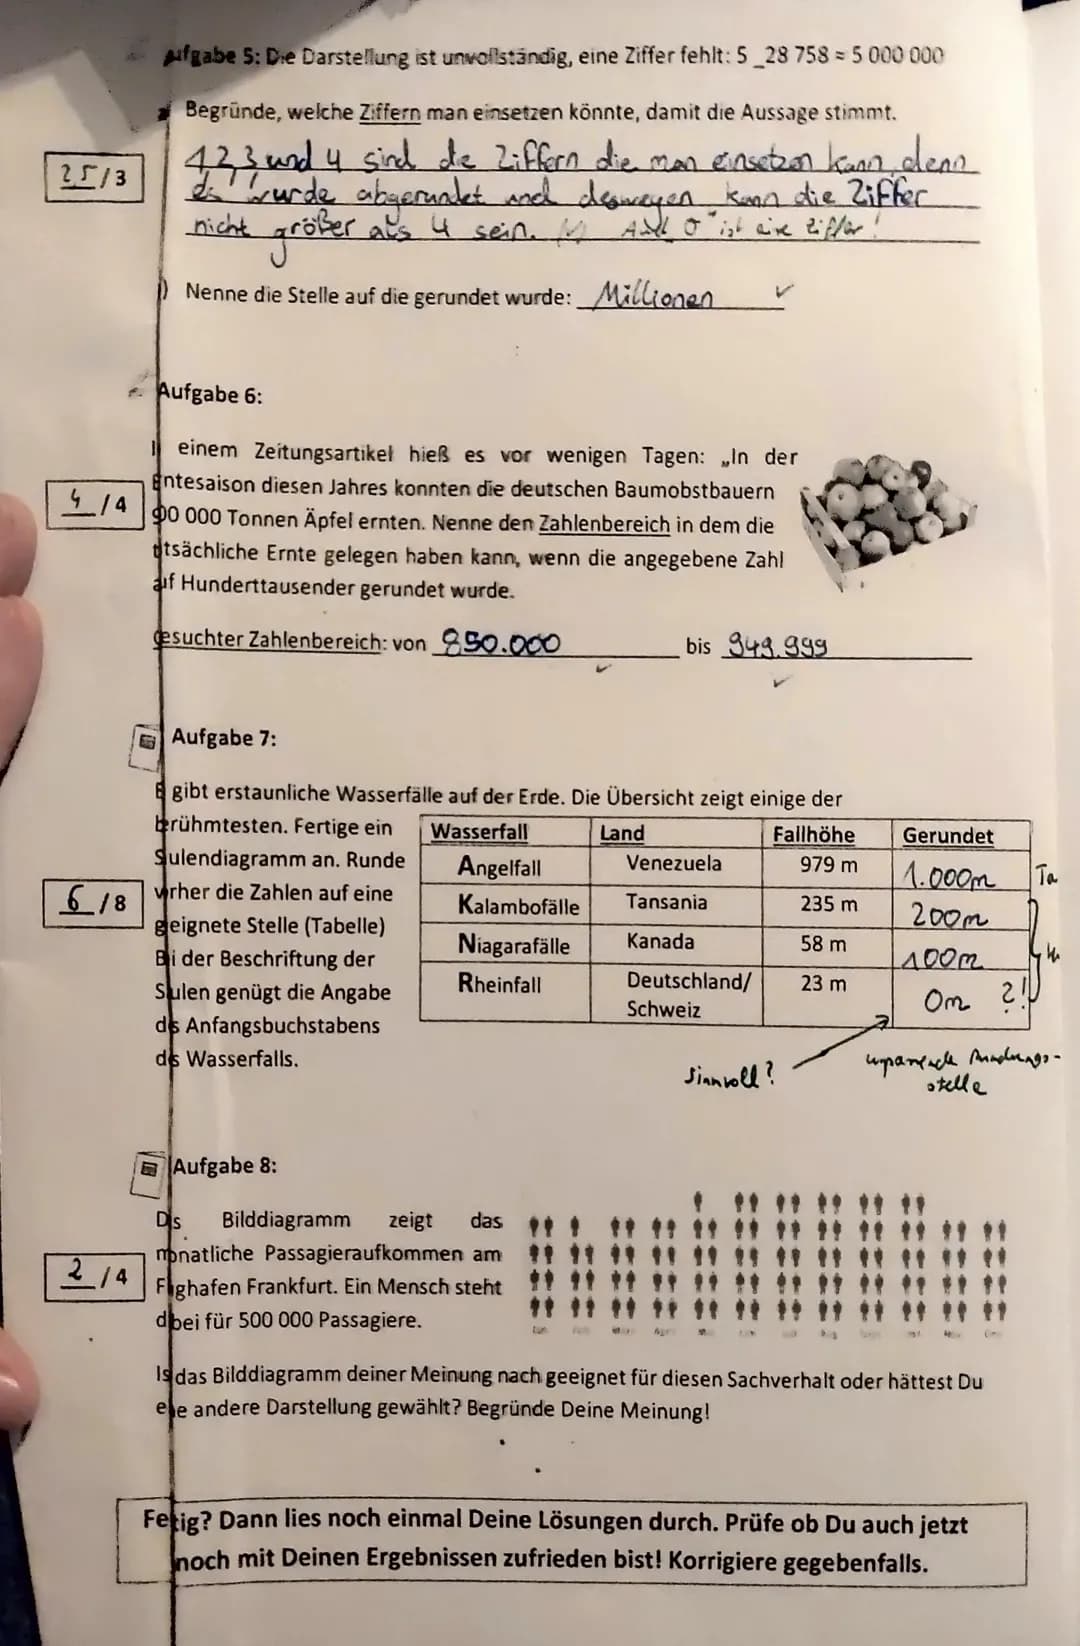 ufgabe 5: Die Darstellung ist unvollständig, eine Ziffer fehlt: 5 _28 758 ≈ 5 000 000
Begründe, welche Ziffern man einsetzen könnte, damit die Aussage stimmt.
2,5/3
1,2,3 und 4 sind die Ziffern die man einsetzen kann, denn
es wurde abgerundet und deswegen kann die Ziffer
nicht größer als 4 sein. "0" ist eine Ziffer!
) Nenne die Stelle auf die gerundet wurde: Millionen ✓
Aufgabe 6:
einem Zeitungsartikel hieß es vor wenigen Tagen: „In der
ntesaison diesen Jahres konnten die deutschen Baumobstbauern
4/4
00 000 Tonnen Äpfel ernten. Nenne den Zahlenbereich in dem die
tsächliche Ernte gelegen haben kann, wenn die angegebene Zahl
uf Hunderttausender gerundet wurde.
esuchter Zahlenbereich: von 850.000 bis 949.999
✓ ✓
Aufgabe 7:
gibt erstaunliche Wasserfälle auf der Erde. Die Übersicht zeigt einige der
rühmtesten. Fertige ein
ulendiagramm an. Runde
6/8
rher die Zahlen auf eine
eignete Stelle (Tabelle)
i der Beschriftung der
ulen genügt die Angabe
ds Anfangsbuchstabens
ds Wasserfalls.
Wasserfall Land Fallhöhe Gerundet
Angelfall Venezuela 979 m 1.000m
Kalambofälle Tansania 235 m 200m
Niagarafälle Kanada 58 m 100m
Rheinfall Deutschland/ 23 m 0m ?!
Schweiz
Sinnvoll?
stelle
Aufgabe 8:
Ds Bilddiagramm zeigt das
natliche Passagieraufkommen am
2/4
Flghafen Frankfurt. Ein Mensch steht
dbei für 500 000 Passagiere.
Is das Bilddiagramm deiner Meinung nach geeignet für diesen Sachverhalt oder hättest Du
ee andere Darstellung gewählt? Begründe Deine Meinung!
Fetig? Dann lies noch einmal Deine Lösungen durch. Prüfe ob Du auch jetzt
noch mit Deinen Ergebnissen zufrieden bist! Korrigiere gegebenfalls.